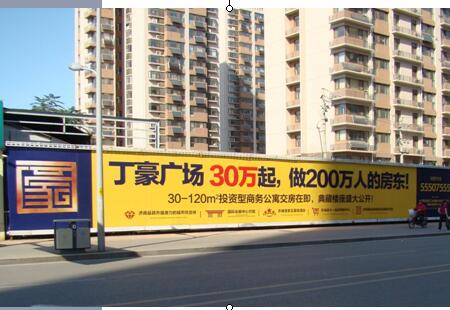 丁豪广场 30万起，做200万人的房东！
30-120m²投资型商务公寓交房在即，典藏楼座盛大公开！
55507555